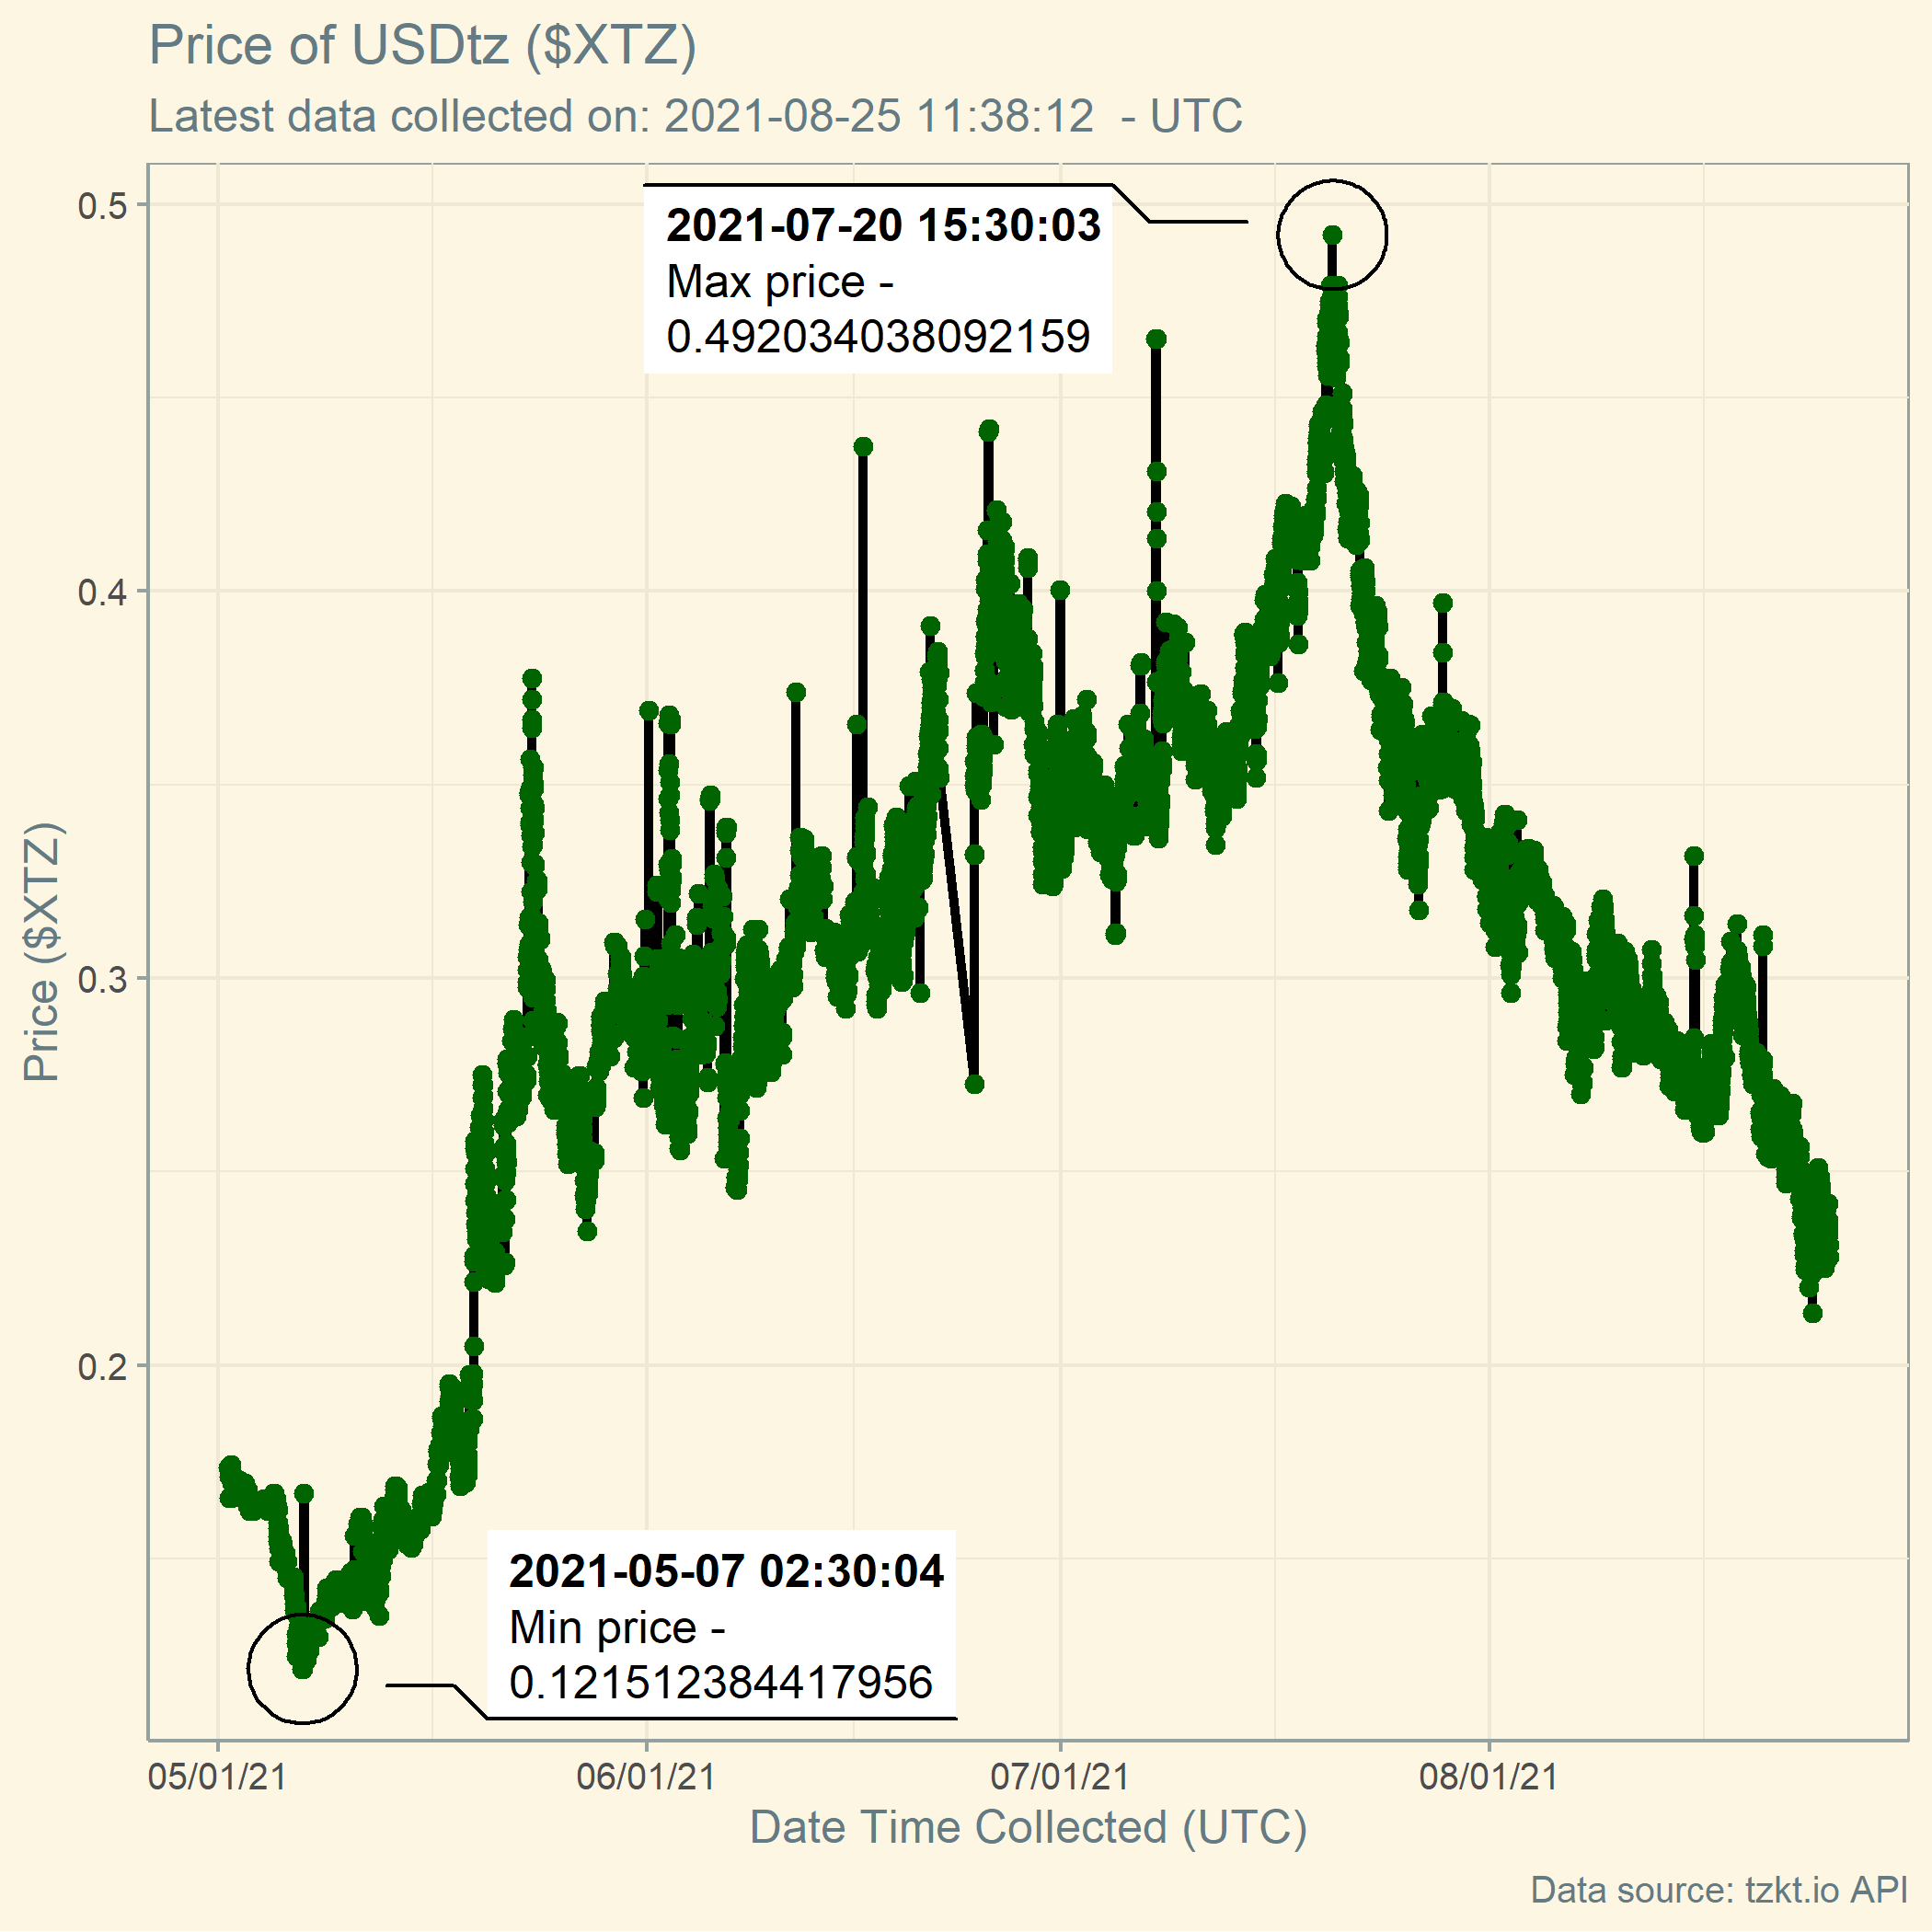 Price of USDtz ($XTZ)
Latest data collected on: 2021-08-25 11:38:12  - UTC
0.5
0.4
0.3
0.2
Price ($XTZ)
2021-07-20 15:30:03
Max price -
0.492034038092159
2021-05-07 02:30:04
Min price -
0.121512384417956
05/01/21
06/01/21
07/01/21
08/01/21
Date Time Collected (UTC)
Data source: tzkt.io API